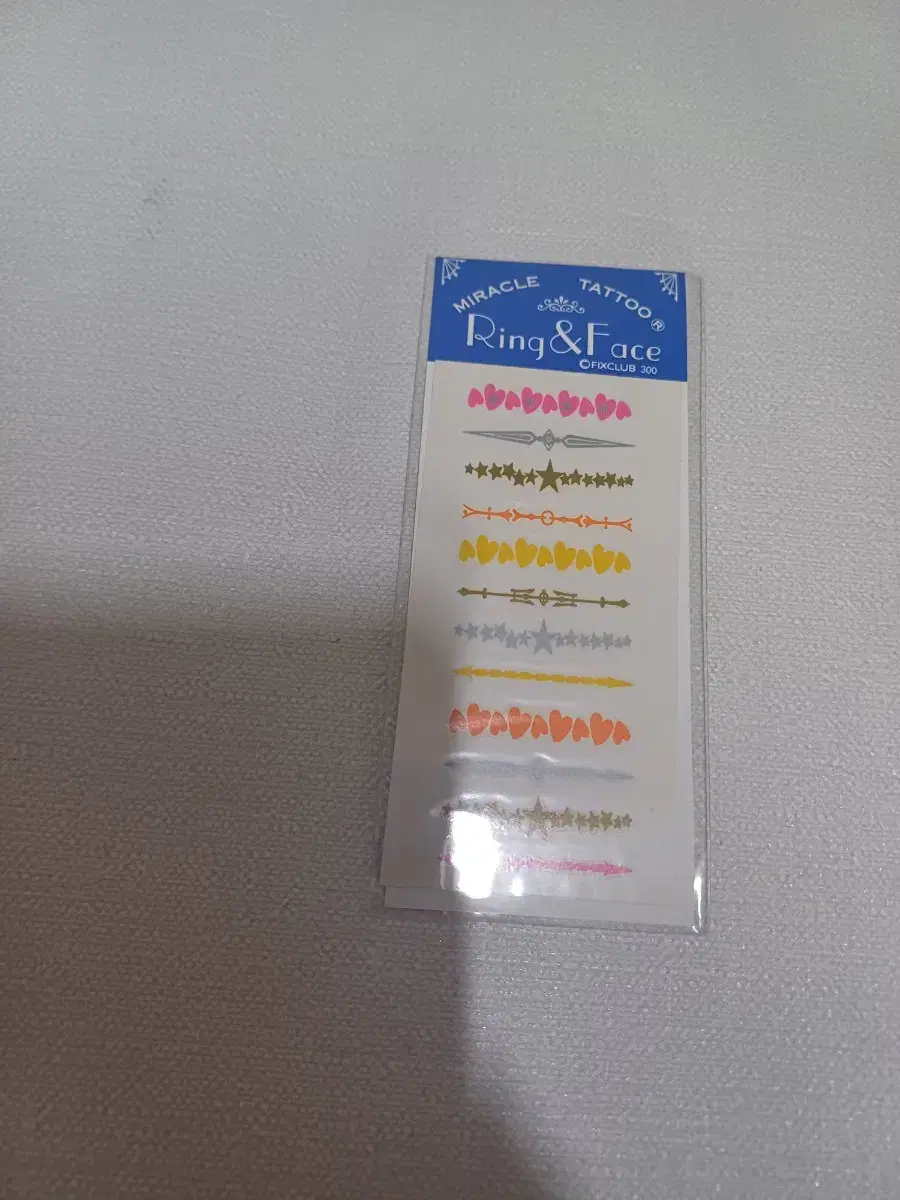 MIRACLE TATTOO®
Ring&Face
©FIXCLUB 300